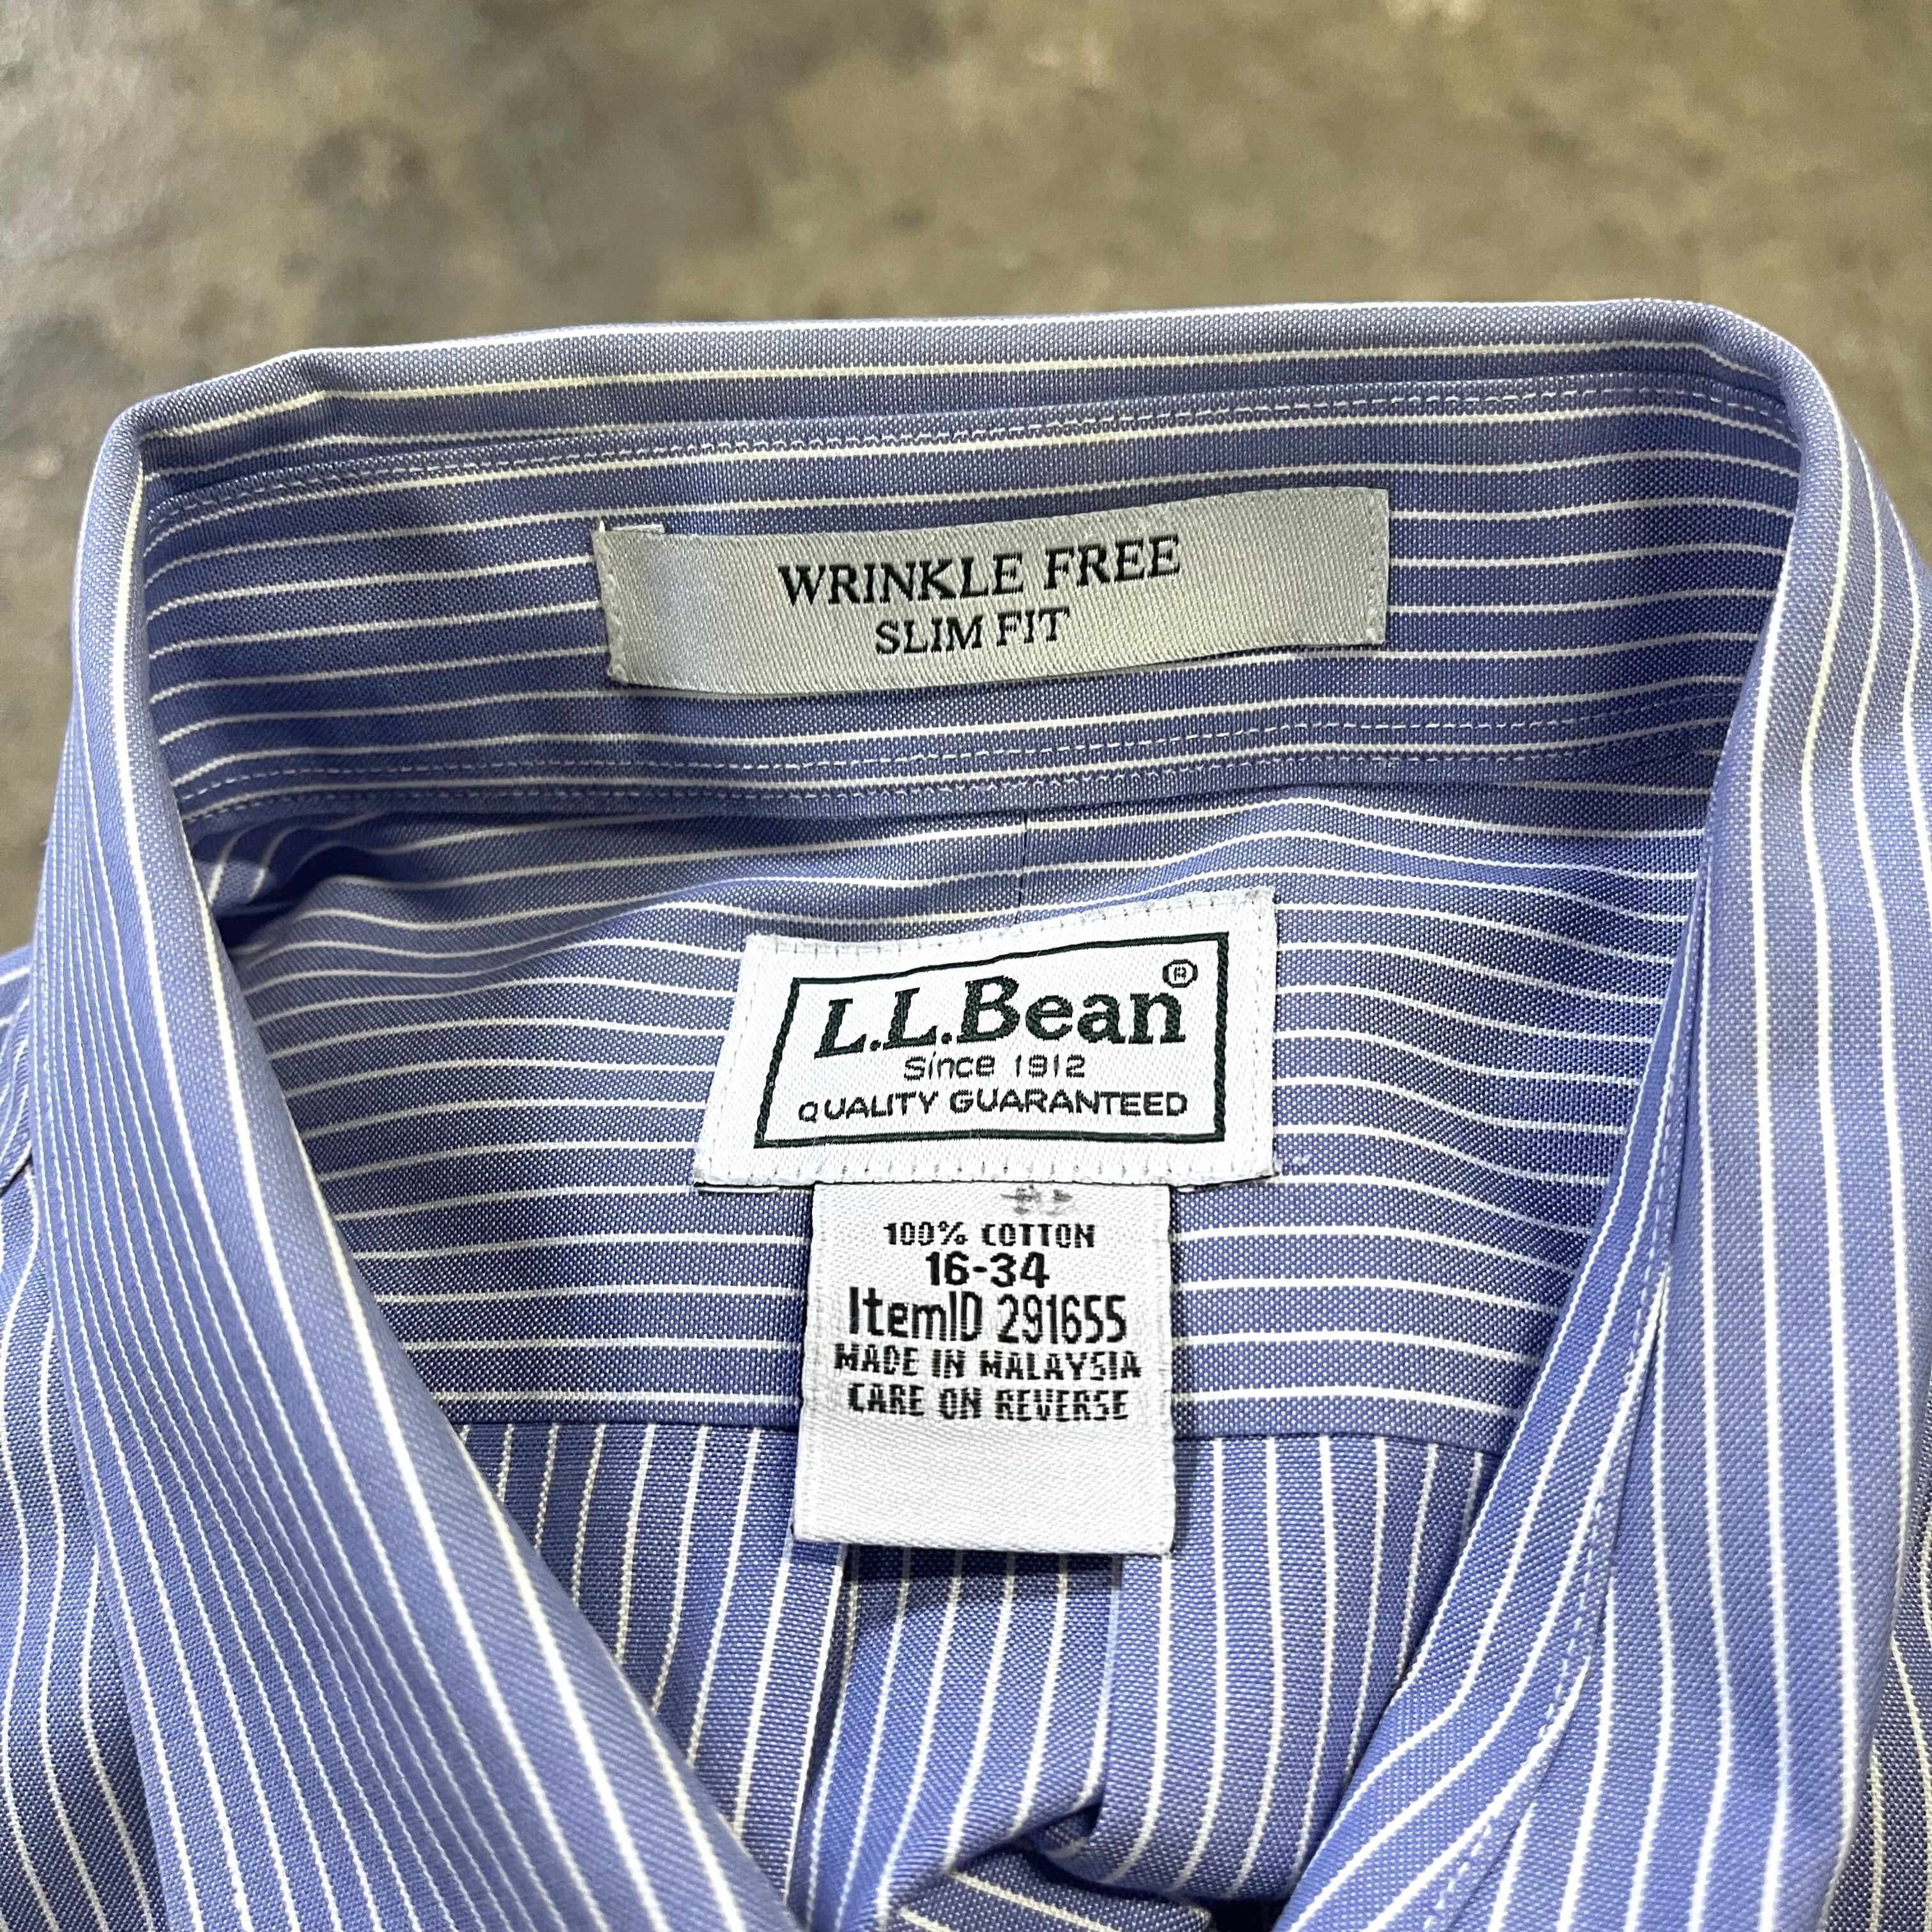 WRINKLE FREE
SLIM FIT
L.L.Bean®
Since 1912
QUALITY GUARANTEED
100% COTTON
16-34
ItemID 291655
MADE IN MALAYSIA
CARE ON REVERSE